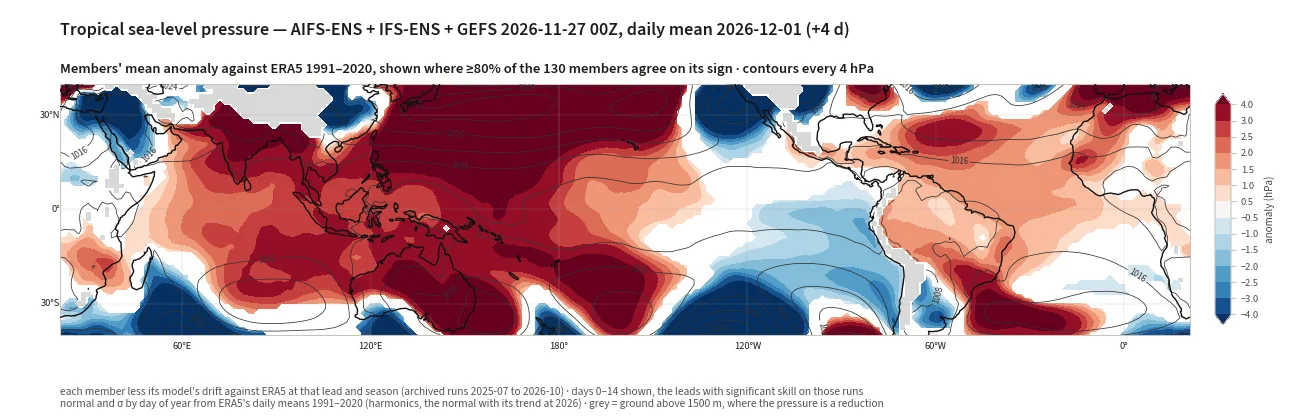 Tropical sea-level pressure — AIFS-ENS + IFS-ENS + GEFS 2026-11-27 00Z, daily mean 2026-12-01 (+4 d)
Members' mean anomaly against ERA5 1991–2020, shown where ≥80% of the 130 members agree on its sign · contours every 4 hPa
30°N
0°
30°S
60°E
120°E
180°
120°W
60°W
0°
1024
1016
1016
1016
1016
1008
4.0
3.0
2.5
2.0
1.5
1.0
0.5
−0.5
−1.0
−1.5
−2.0
−2.5
−3.0
−4.0
anomaly (hPa)
each member less its model's drift against ERA5 at that lead and season (archived runs 2025-07 to 2026-10) · days 0–14 shown, the leads with significant skill on those runs
normal and σ by day of year from ERA5's daily means 1991–2020 (harmonics, the normal with its trend at 2026) · grey = ground above 1500 m, where the pressure is a reduction